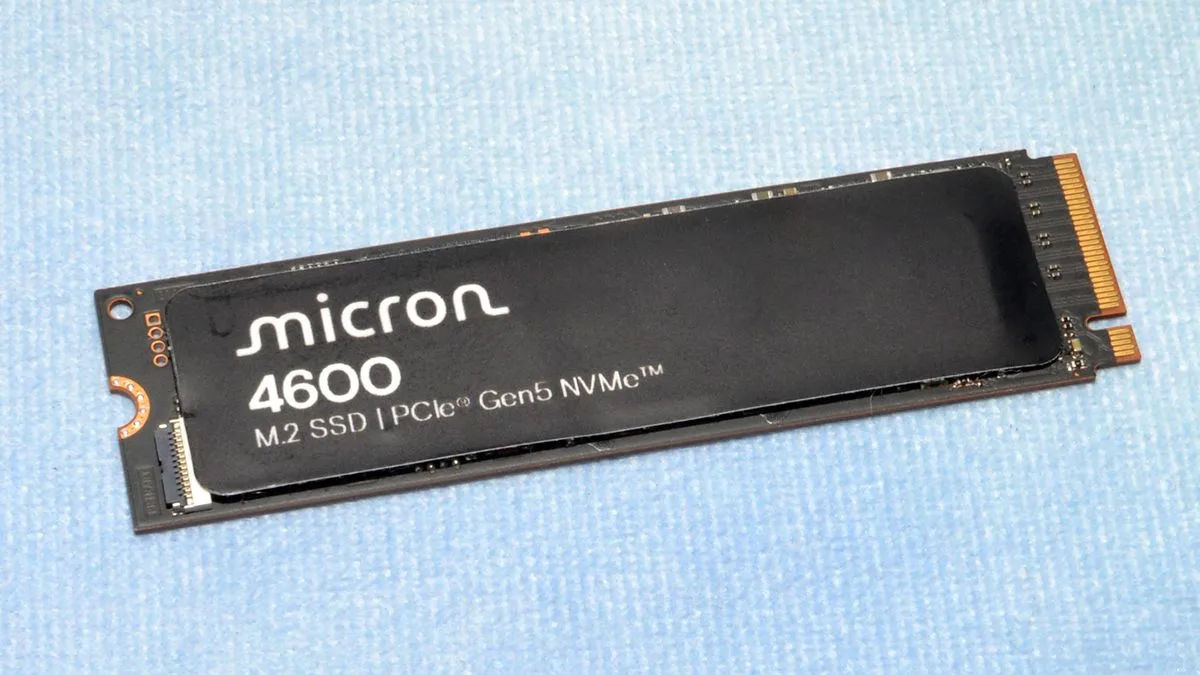 micron
4600
M.2 SSD | PCIe® Gen5 NVMe™